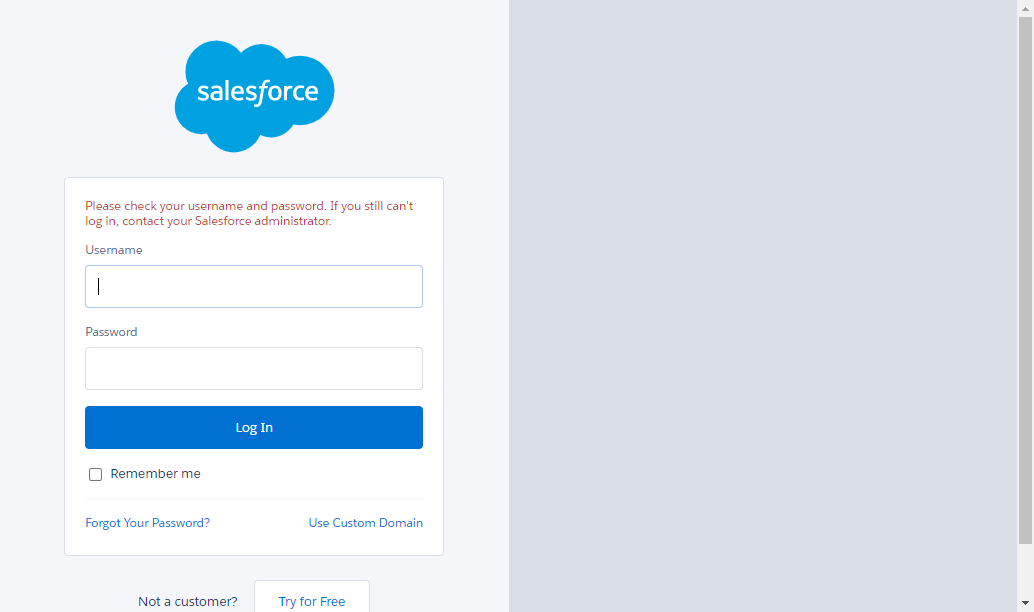 salesforce
Please check your username and password. If you still can't
log in, contact your Salesforce administrator.
Username
Password
Log In
Remember me
Forgot Your Password?
Use Custom Domain
Not a customer?
Try for Free